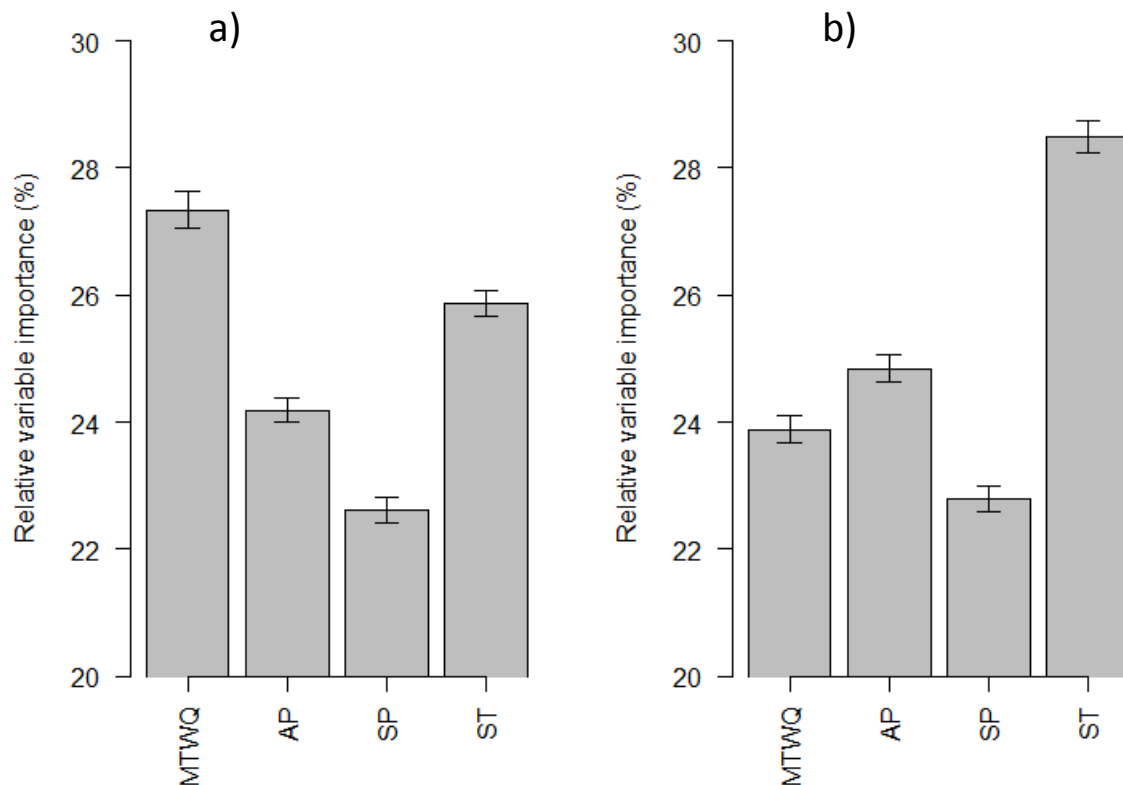 a)
Relative variable importance (%)
30
28
26
24
22
20
MTWQ
AP
SP
ST
b)
Relative variable importance (%)
30
28
26
24
22
20
MTWQ
AP
SP
ST